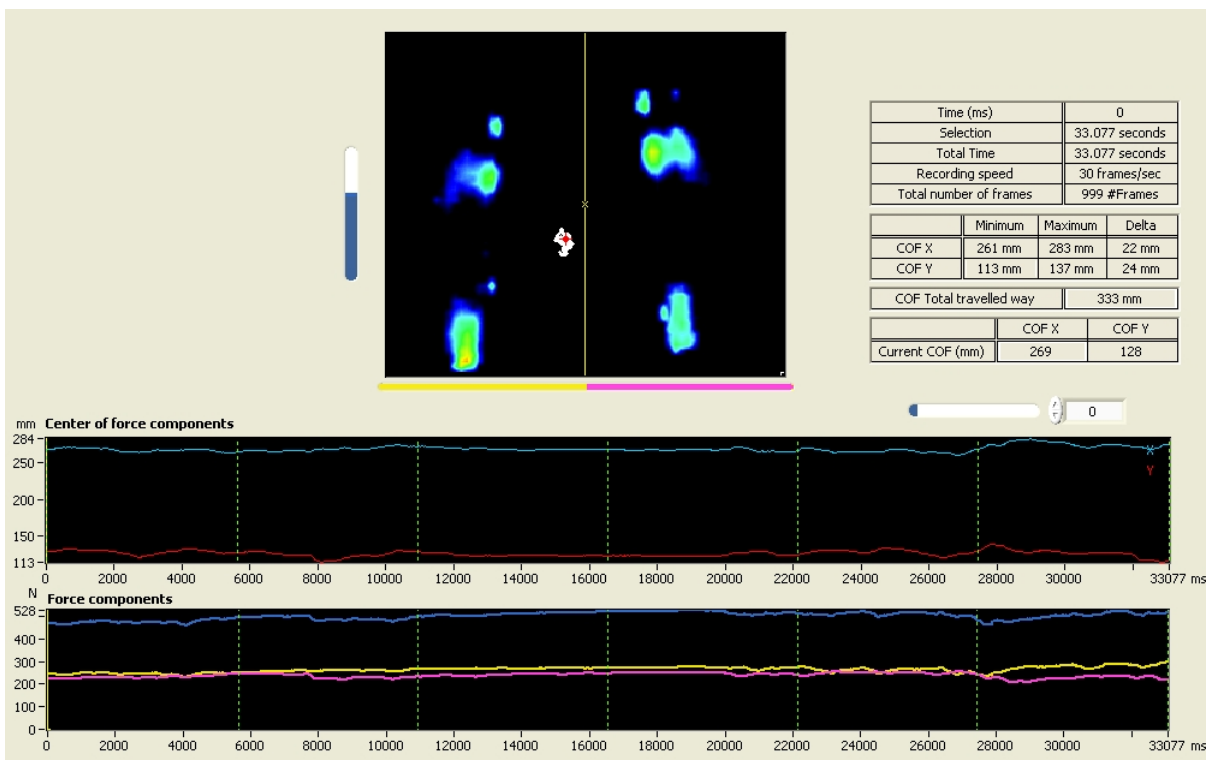 Time (ms) 0
Selection 33.077 seconds
Total Time 33.077 seconds
Recording speed 30 frames/sec
Total number of frames 999 #Frames
Minimum Maximum Delta
COF X 261 mm 283 mm 22 mm
COF Y 113 mm 137 mm 24 mm
COF Total travelled way 333 mm
COF X COF Y
Current COF (mm) 269 128
0
mm Center of force components
284
250
200
150
113
X
Y
0 2000 4000 6000 8000 10000 12000 14000 16000 18000 20000 22000 24000 26000 28000 30000 33077 ms
N Force components
528
400
300
200
100
0
0 2000 4000 6000 8000 10000 12000 14000 16000 18000 20000 22000 24000 26000 28000 30000 33077 ms